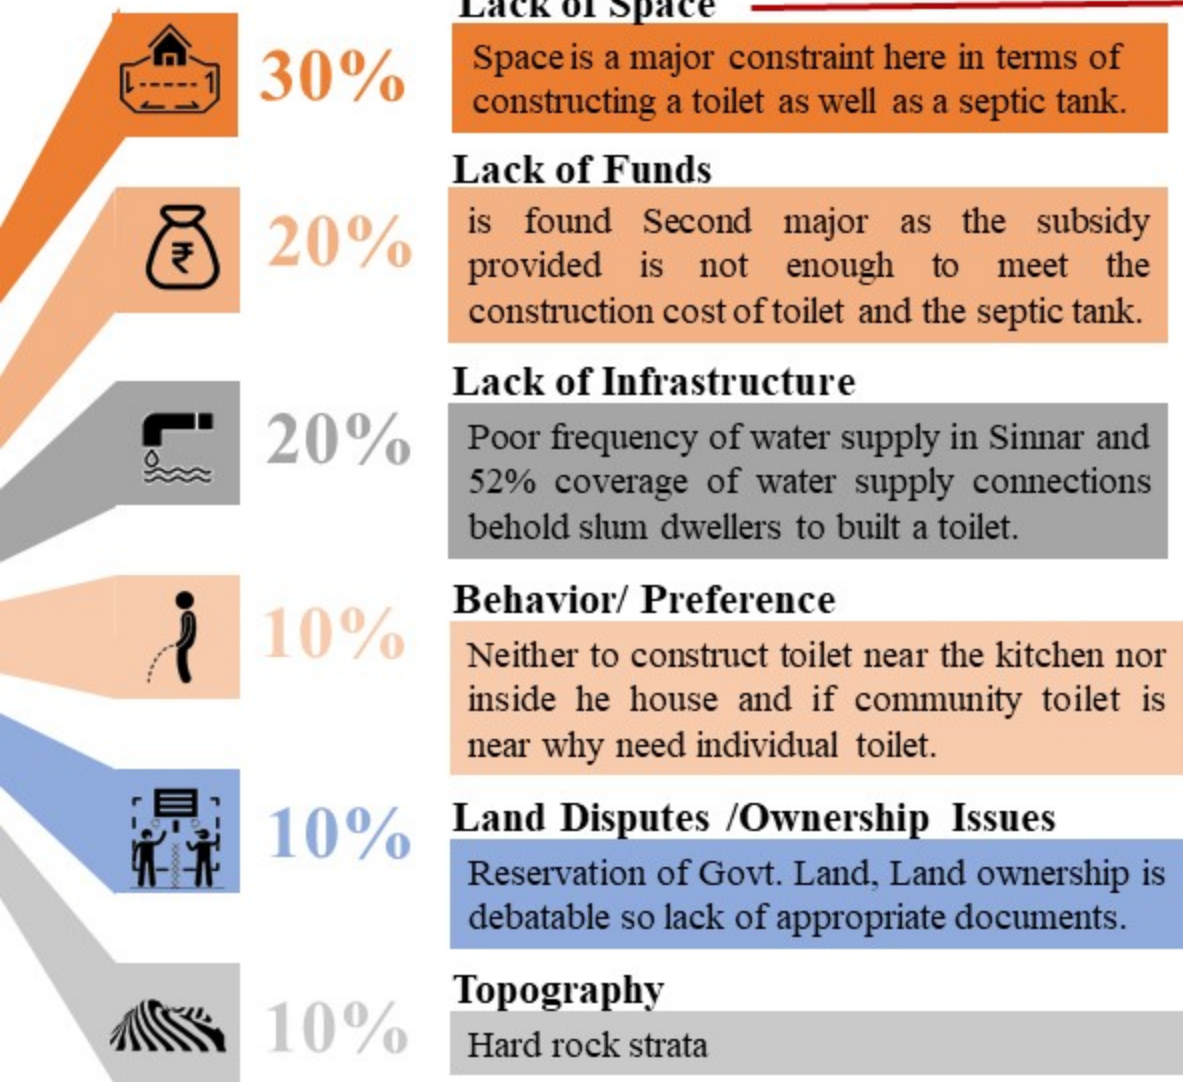 Lack of Space
30%
Space is a major constraint here in terms of
constructing a toilet as well as a septic tank.
Lack of Funds
20%
is found Second major as the subsidy
provided is not enough to meet the
construction cost of toilet and the septic tank.
Lack of Infrastructure
20%
Poor frequency of water supply in Sinnar and
52% coverage of water supply connections
behold slum dwellers to built a toilet.
Behavior/ Preference
10%
Neither to construct toilet near the kitchen nor
inside he house and if community toilet is
near why need individual toilet.
Land Disputes /Ownership Issues
10%
Reservation of Govt. Land, Land ownership is
debatable so lack of appropriate documents.
Topography
10%
Hard rock strata
₹